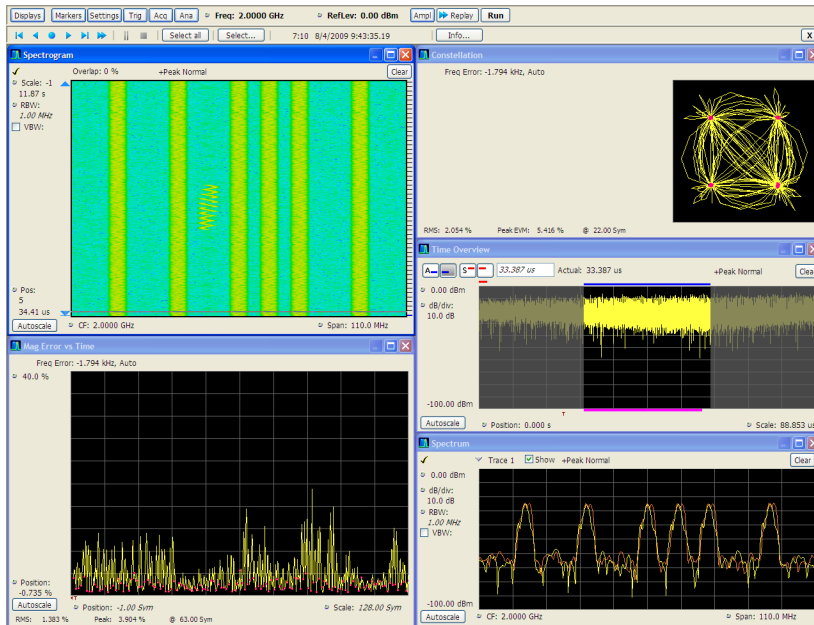 Displays Markers Settings Trig Acq Ana Freq: 2.0000 GHz RefLev: 0.00 dBm Ampl Replay Run
Select all Select... 7:10 8/4/2009 9:43:35.19 Info... X
Spectrogram
Overlap: 0 % +Peak Normal Clear
Scale: -1
11.87 s
RBW:
1.00 MHz
VBW:
Pos:
5
34.41 us
Autoscale CF: 2.0000 GHz Span: 110.0 MHz
Constellation
Freq Error: -1.794 kHz, Auto
RMS: 2.054 % Peak EVM: 5.416 % @ 22.00 Sym
Time Overview
A 33.387 us Actual: 33.387 us +Peak Normal Clea
S
0.00 dBm
dB/div:
10.0 dB
-100.00 dBm
T
Autoscale Position: 0.000 s Scale: 88.853 us
Mag Error vs Time
Freq Error: -1.794 kHz, Auto
40.0 %
Position:
-0.735 %
T
Autoscale Position: -1.00 Sym Scale: 128.00 Sym
RMS: 1.383 % Peak: 3.904 % @ 63.00 Sym
Spectrum
Trace 1 Show +Peak Normal Clear
0.00 dBm
dB/div:
10.0 dB
RBW:
1.00 MHz
VBW:
-100.00 dBm
Autoscale CF: 2.0000 GHz Span: 110.0 MHz